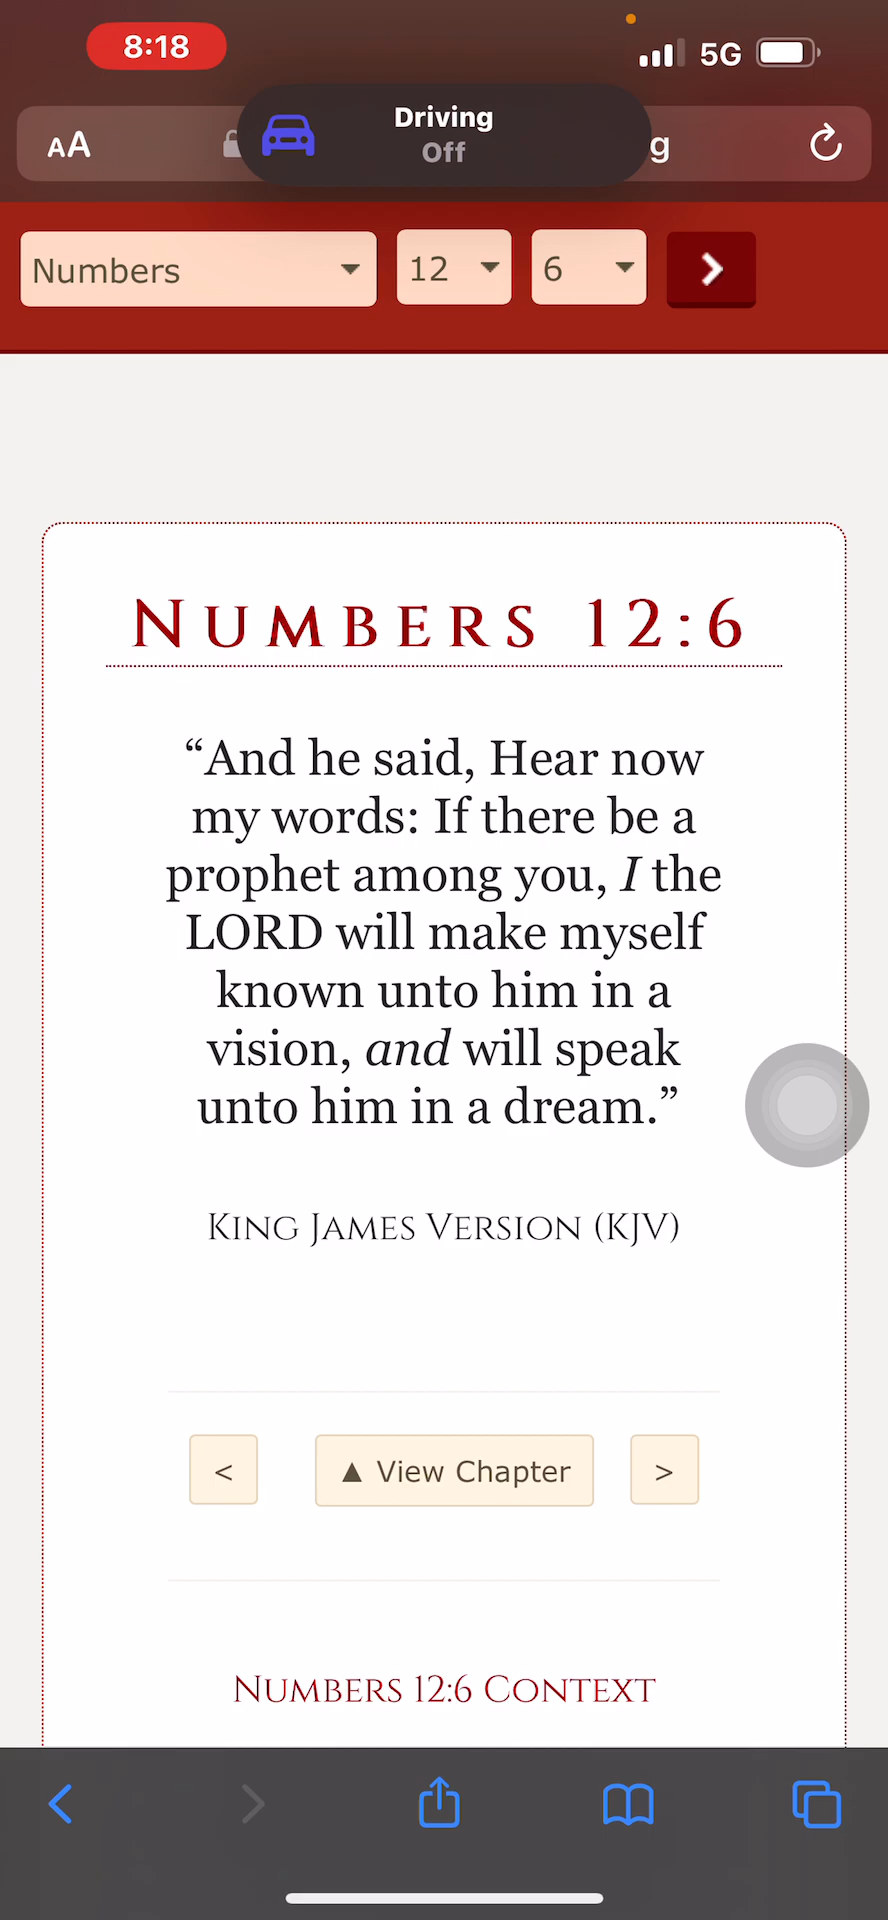 8:18
5G
AA
Driving
Off
g
Numbers
12
6
NUMBERS 12:6
“And he said, Hear now
my words: If there be a
prophet among you, I the
LORD will make myself
known unto him in a
vision, and will speak
unto him in a dream.”
KING JAMES VERSION (KJV)
<
▲ View Chapter
>
NUMBERS 12:6 CONTEXT